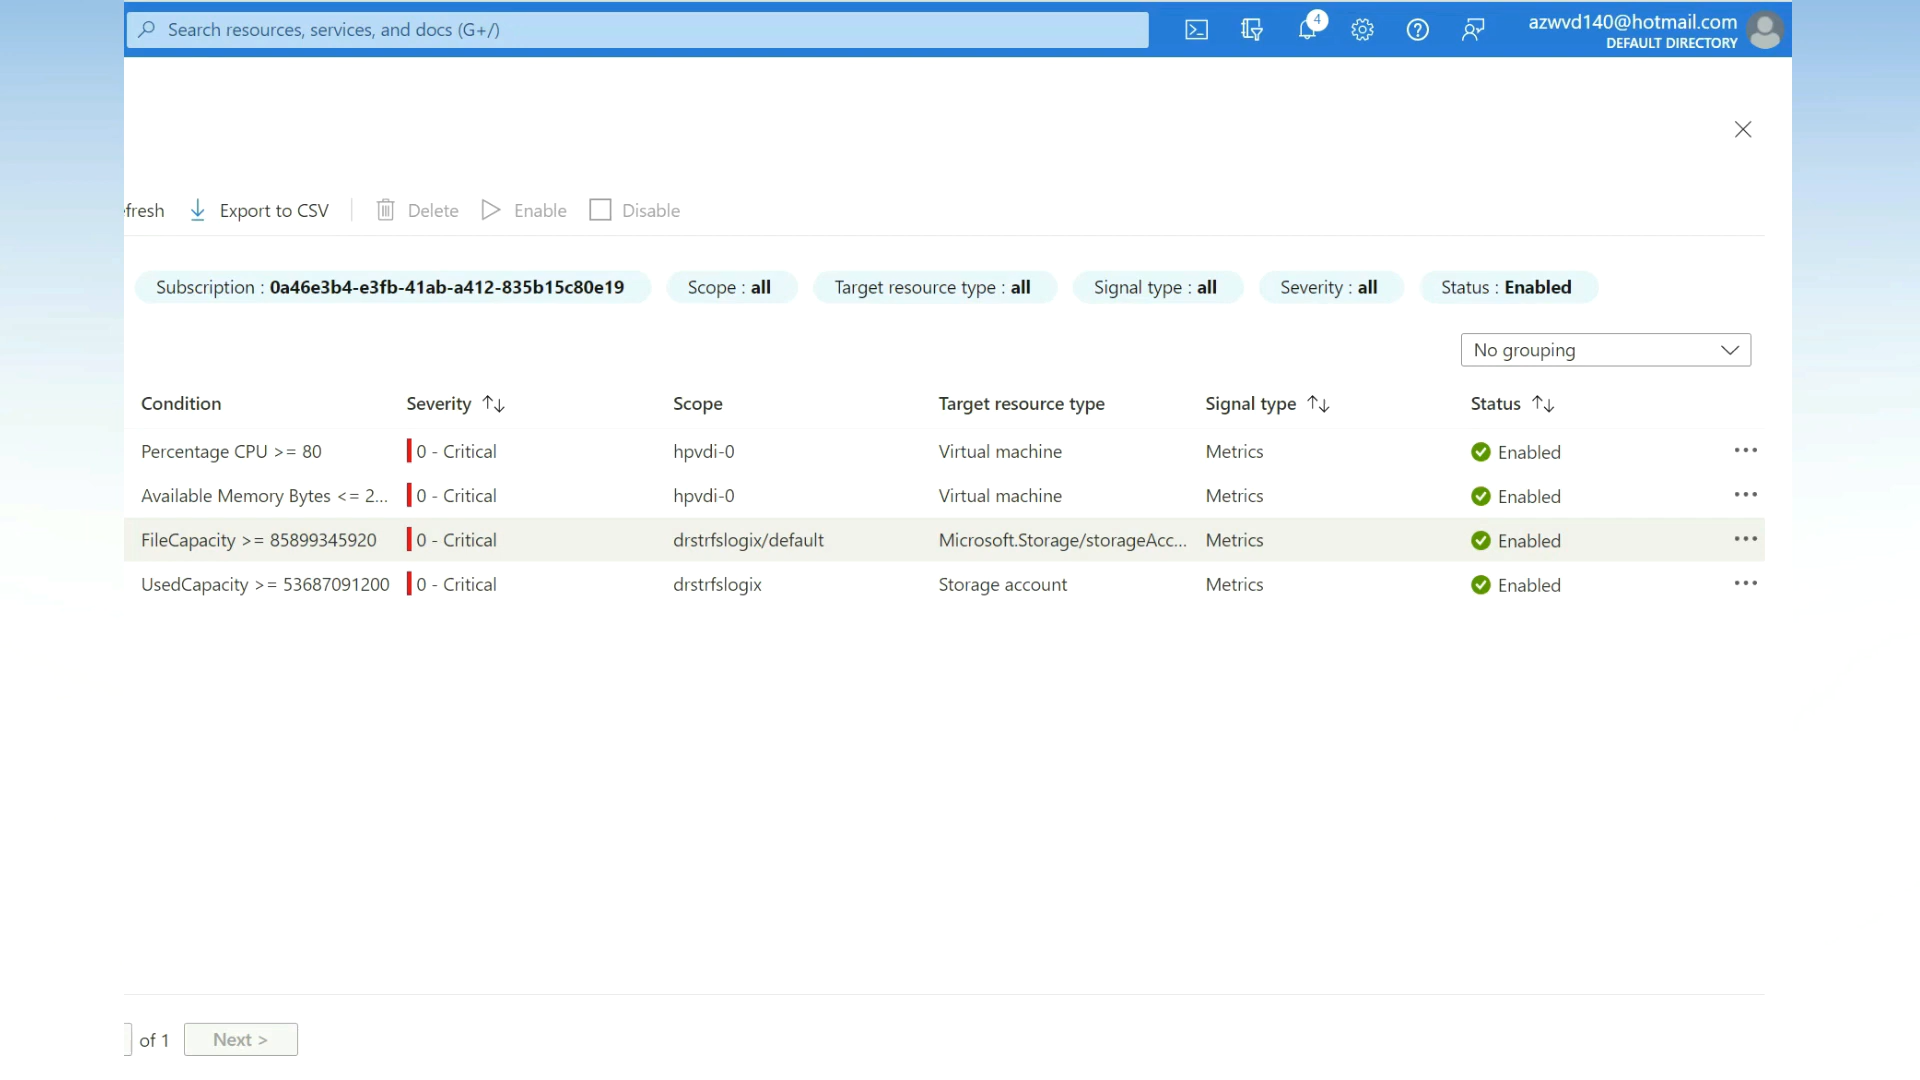 Search resources, services, and docs (G+/)
4
azwvd140@hotmail.com
DEFAULT DIRECTORY
efresh Export to CSV Delete Enable Disable
Subscription : 0a46e3b4-e3fb-41ab-a412-835b15c80e19 Scope : all Target resource type : all Signal type : all Severity : all Status : Enabled
No grouping
Condition Severity Scope Target resource type Signal type Status
Percentage CPU >= 80 0 - Critical hpvdi-0 Virtual machine Metrics Enabled
Available Memory Bytes <= 2... 0 - Critical hpvdi-0 Virtual machine Metrics Enabled
FileCapacity >= 85899345920 0 - Critical drstrfslogix/default Microsoft.Storage/storageAcc... Metrics Enabled
UsedCapacity >= 53687091200 0 - Critical drstrfslogix Storage account Metrics Enabled
of 1 Next >